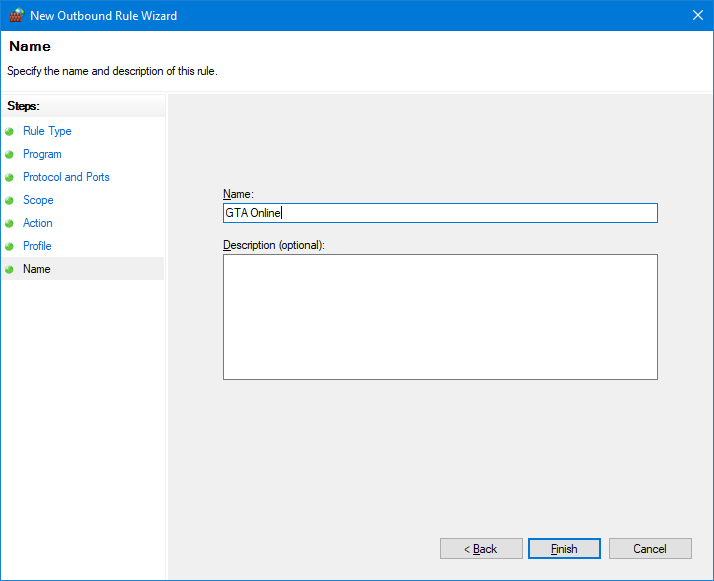 New Outbound Rule Wizard
Name
Specify the name and description of this rule.
Steps:
Rule Type
Program
Protocol and Ports
Scope
Action
Profile
Name
Name:
GTA Online
Description (optional):
< Back
Finish
Cancel